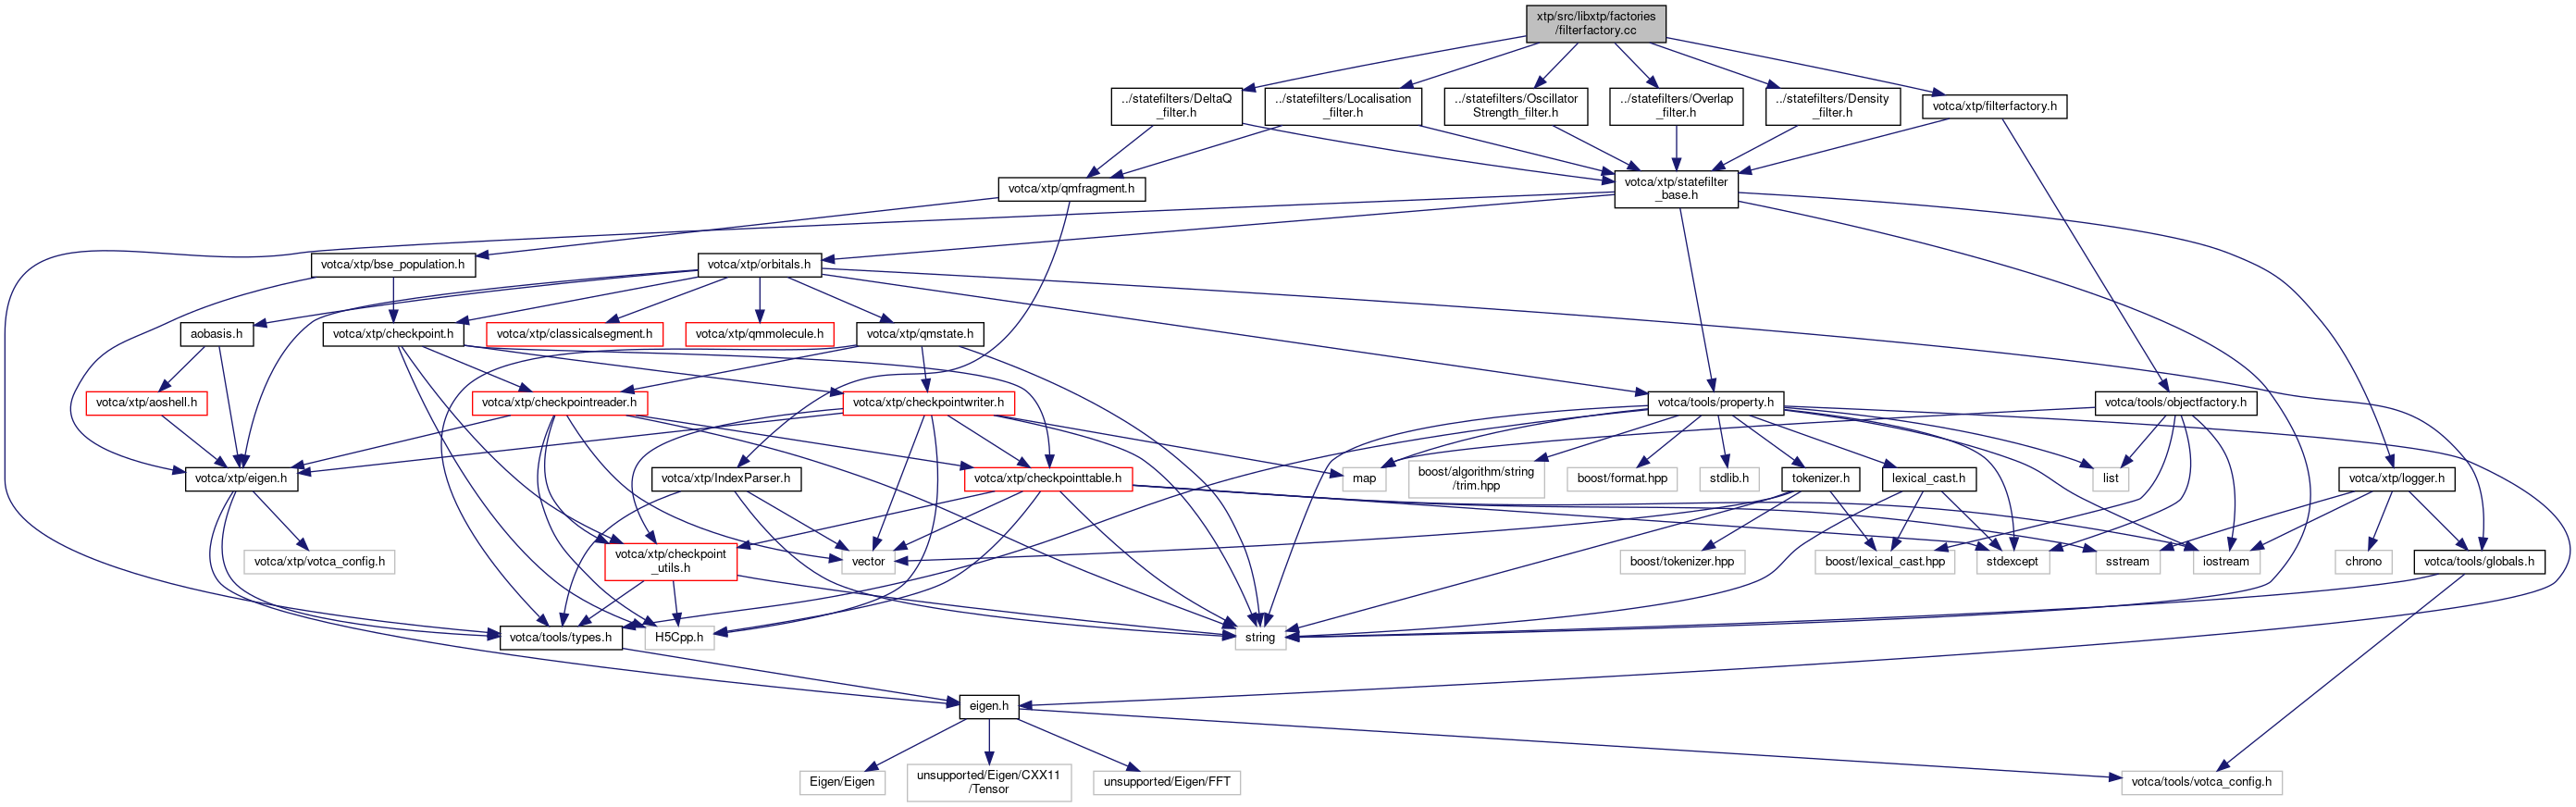 xtp/src/libxtp/factories
/filterfactory.cc
../statefilters/DeltaQ
_filter.h
../statefilters/Localisation
_filter.h
../statefilters/Oscillator
Strength_filter.h
../statefilters/Overlap
_filter.h
../statefilters/Density
_filter.h
votca/xtp/filterfactory.h
votca/xtp/qmfragment.h
votca/xtp/statefilter
_base.h
votca/xtp/bse_population.h
votca/xtp/orbitals.h
aobasis.h
votca/xtp/checkpoint.h
votca/xtp/classicalsegment.h
votca/xtp/qmmolecule.h
votca/xtp/qmstate.h
votca/xtp/aoshell.h
votca/xtp/checkpointreader.h
votca/xtp/checkpointwriter.h
votca/tools/property.h
votca/tools/objectfactory.h
votca/xtp/eigen.h
votca/xtp/IndexParser.h
votca/xtp/checkpointtable.h
map
boost/algorithm/string
/trim.hpp
boost/format.hpp
stdlib.h
tokenizer.h
lexical_cast.h
list
votca/xtp/logger.h
votca/xtp/votca_config.h
votca/xtp/checkpoint
_utils.h
vector
boost/tokenizer.hpp
boost/lexical_cast.hpp
stdexcept
sstream
iostream
chrono
votca/tools/globals.h
votca/tools/types.h
H5Cpp.h
string
eigen.h
Eigen/Eigen
unsupported/Eigen/CXX11
/Tensor
unsupported/Eigen/FFT
votca/tools/votca_config.h